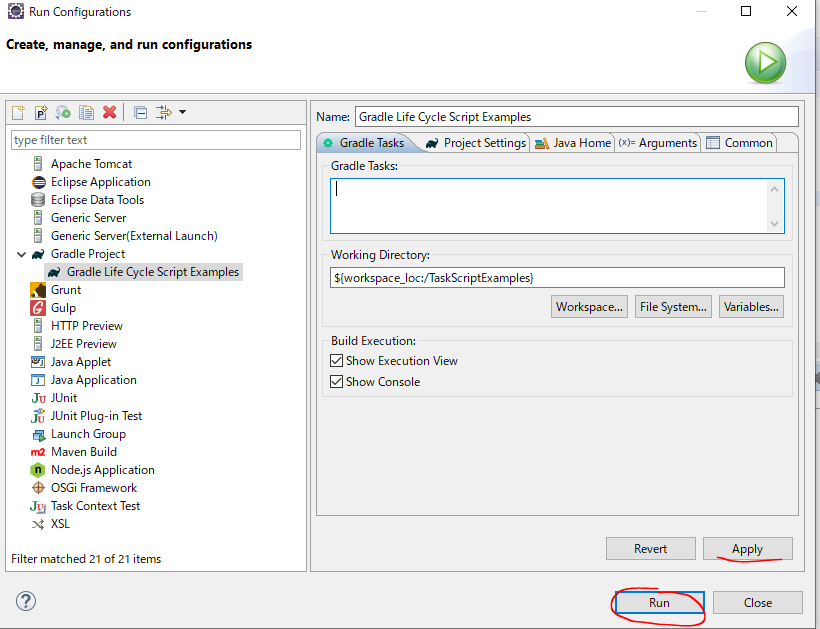 Run Configurations
Create, manage, and run configurations
type filter text
Apache Tomcat
Eclipse Application
Eclipse Data Tools
Generic Server
Generic Server(External Launch)
Gradle Project
Gradle Life Cycle Script Examples
Grunt
Gulp
HTTP Preview
J2EE Preview
Java Applet
Java Application
JUnit
JUnit Plug-in Test
Launch Group
m2 Maven Build
Node.js Application
OSGi Framework
Task Context Test
XSL
Filter matched 21 of 21 items
Name: Gradle Life Cycle Script Examples
Gradle Tasks Project Settings Java Home (x)= Arguments Common
Gradle Tasks:
Working Directory:
${workspace_loc:/TaskScriptExamples}
Workspace... File System... Variables...
Build Execution:
Show Execution View
Show Console
Revert Apply
? Run Close